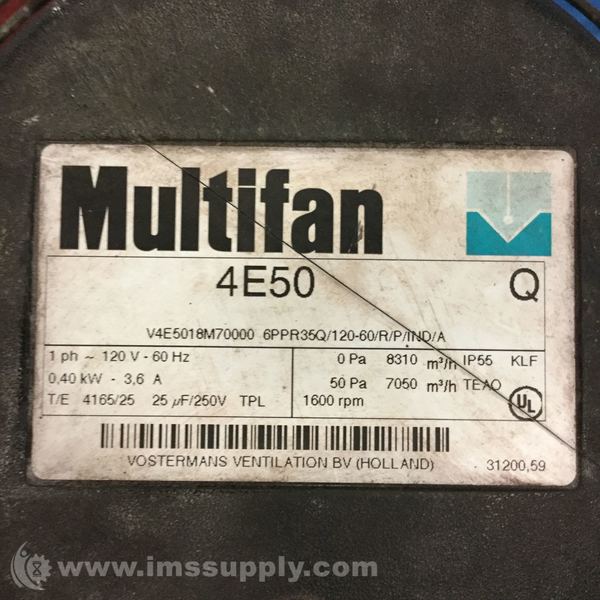 Multifan
4E50 Q
V4E5018M70000 6PPR35Q/120-60/R/P/IND/A
1 ph ~ 120 V - 60 Hz
0,40 kW - 3,6 A
T/E 4165/25 25 µF/250V TPL
0 Pa 8310 m³/h IP55 KLF
50 Pa 7050 m³/h TEAO
1600 rpm
UL
VOSTERMANS VENTILATION BV (HOLLAND) 31200,59
www.imssupply.com